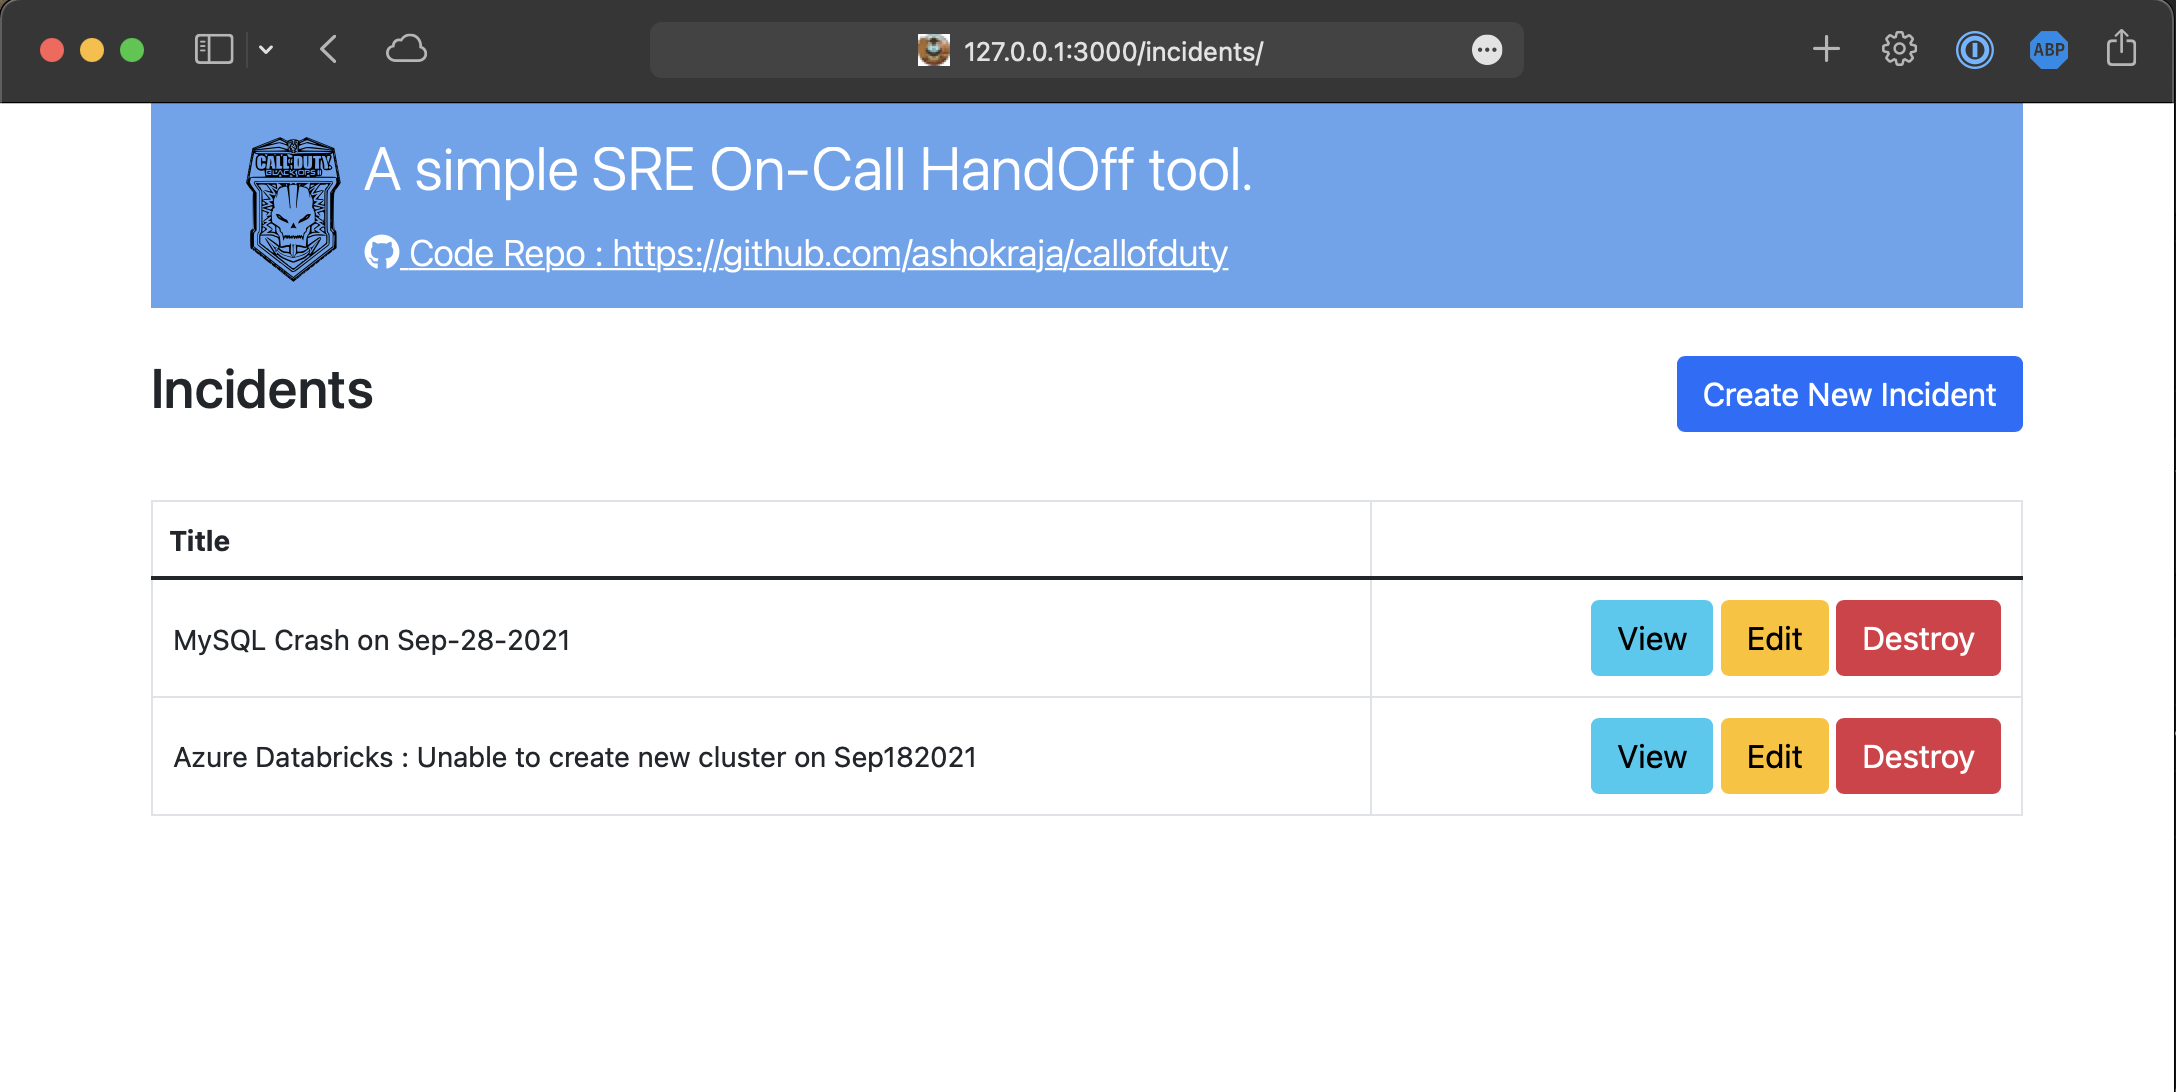 127.0.0.1:3000/incidents/
ABP
CALL OF DUTY
BLACK OPS II
A simple SRE On-Call HandOff tool.
Code Repo : https://github.com/ashokraja/callofduty
Incidents
Create New Incident
Title
MySQL Crash on Sep-28-2021
View Edit Destroy
Azure Databricks : Unable to create new cluster on Sep182021
View Edit Destroy